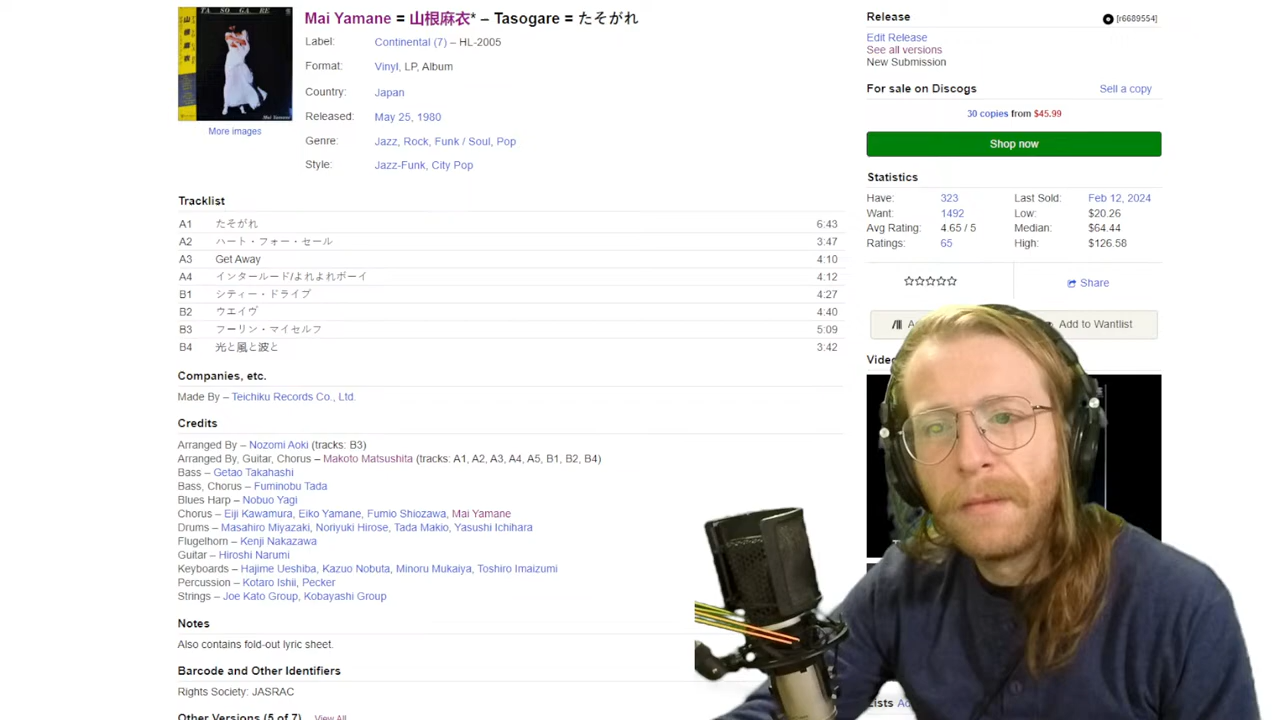 TA SO GA RE
山根麻衣
Mai Yamane
More images
Mai Yamane = 山根麻衣* – Tasogare = たそがれ
Label: Continental (7) – HL-2005
Format: Vinyl, LP, Album
Country: Japan
Released: May 25, 1980
Genre: Jazz, Rock, Funk / Soul, Pop
Style: Jazz-Funk, City Pop
Tracklist
A1 たそがれ 6:43
A2 ハート・フォー・セール 3:47
A3 Get Away 4:10
A4 インタールード/よれよれボーイ 4:12
B1 シティー・ドライブ 4:27
B2 ウエイヴ 4:40
B3 フーリン・マイセルフ 5:09
B4 光と風と波と 3:42
Companies, etc.
Made By – Teichiku Records Co., Ltd.
Credits
Arranged By – Nozomi Aoki (tracks: B3)
Arranged By, Guitar, Chorus – Makoto Matsushita (tracks: A1, A2, A3, A4, A5, B1, B2, B4)
Bass – Getao Takahashi
Bass, Chorus – Fuminobu Tada
Blues Harp – Nobuo Yagi
Chorus – Eiji Kawamura, Eiko Yamane, Fumio Shiozawa, Mai Yamane
Drums – Masahiro Miyazaki, Noriyuki Hirose, Tada Makio, Yasushi Ichihara
Flugelhorn – Kenji Nakazawa
Guitar – Hiroshi Narumi
Keyboards – Hajime Ueshiba, Kazuo Nobuta, Minoru Mukaiya, Toshiro Imaizumi
Percussion – Kotaro Ishii, Pecker
Strings – Joe Kato Group, Kobayashi Group
Notes
Also contains fold-out lyric sheet.
Barcode and Other Identifiers
Rights Society: JASRAC
Other Versions (5 of 7) View All
Release [r6689554]
Edit Release
See all versions
New Submission
For sale on Discogs Sell a copy
30 copies from $45.99
Shop now
Statistics
Have: 323 Last Sold: Feb 12, 2024
Want: 1492 Low: $20.26
Avg Rating: 4.65 / 5 Median: $64.44
Ratings: 65 High: $126.58
Share
Add to Wantlist